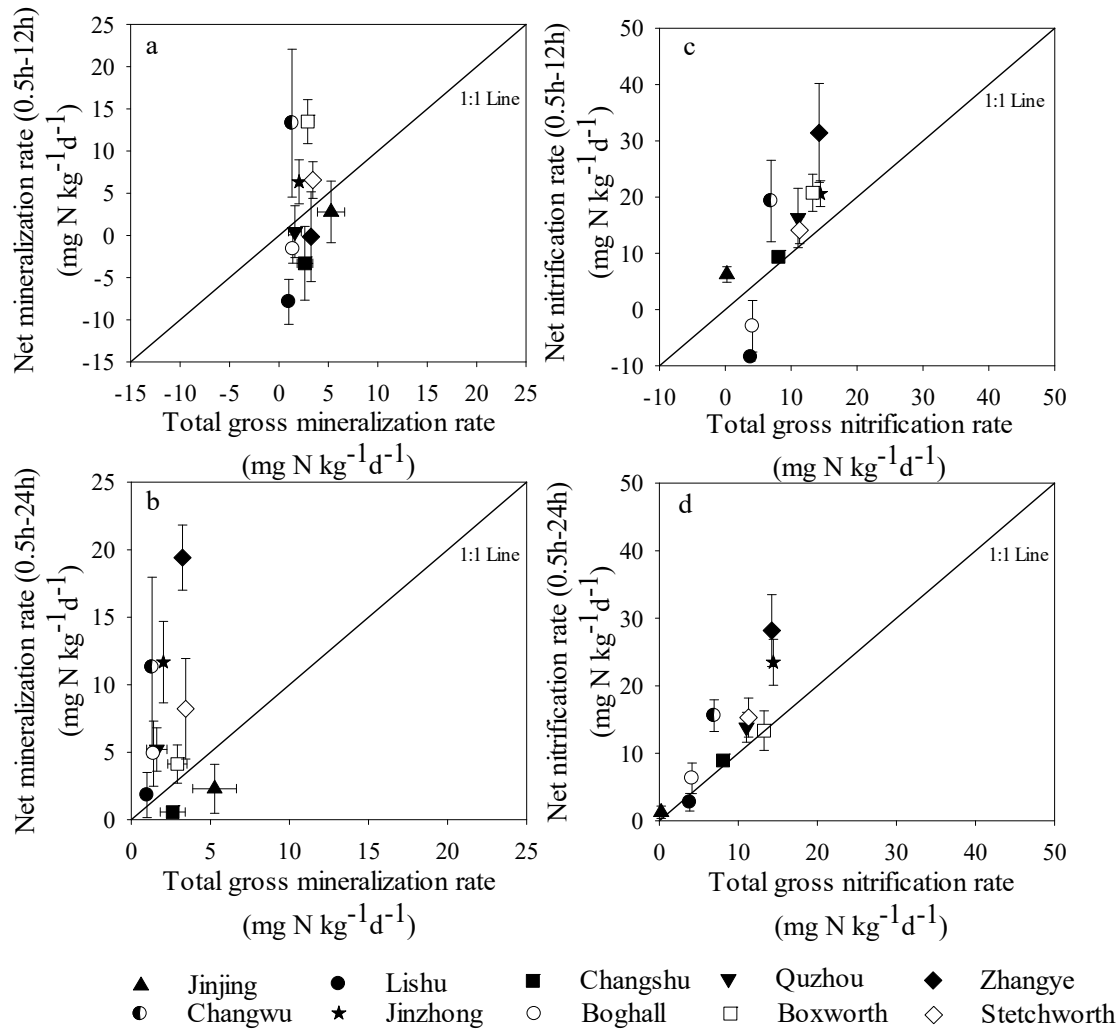 a
25
20
15
10
5
0
-5
-10
-15
-15 -10 -5 0 5 10 15 20 25
1:1 Line
Net mineralization rate (0.5h-12h)
(mg N kg⁻¹d⁻¹)
Total gross mineralization rate
(mg N kg⁻¹d⁻¹)
c
50
40
30
20
10
0
-10
-10 0 10 20 30 40 50
1:1 Line
Net nitrification rate (0.5h-12h)
(mg N kg⁻¹d⁻¹)
Total gross nitrification rate
(mg N kg⁻¹d⁻¹)
b
25
20
15
10
5
0
0 5 10 15 20 25
1:1 Line
Net mineralization rate (0.5h-24h)
(mg N kg⁻¹d⁻¹)
Total gross mineralization rate
(mg N kg⁻¹d⁻¹)
d
50
40
30
20
10
0
0 10 20 30 40 50
1:1 Line
Net nitrification rate (0.5h-24h)
(mg N kg⁻¹d⁻¹)
Total gross nitrification rate
(mg N kg⁻¹d⁻¹)
Jinjing Lishu Changshu Quzhou Zhangye
Changwu Jinzhong Boghall Boxworth Stetchworth